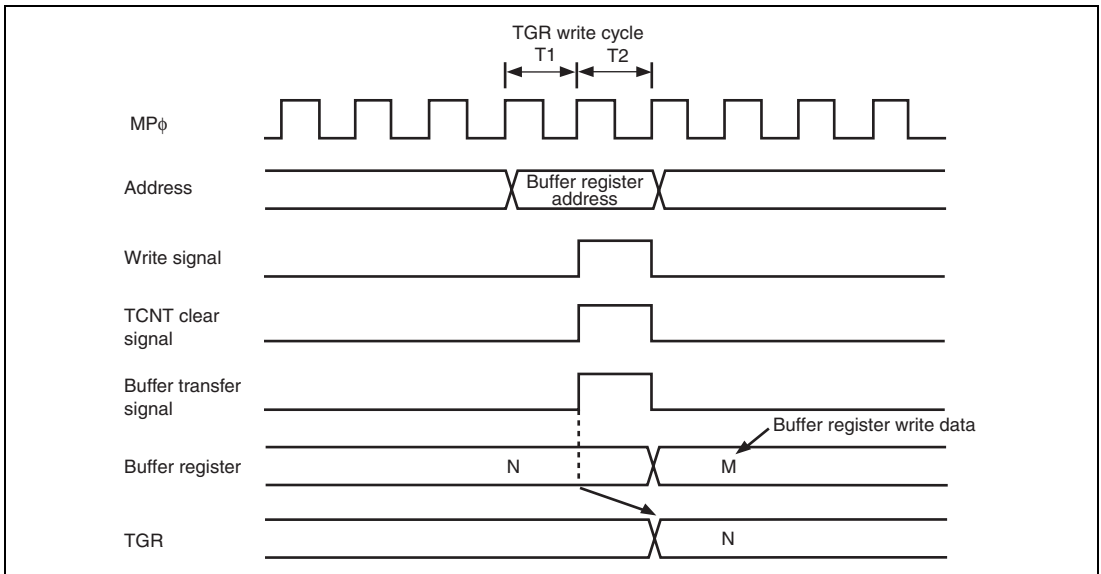 TGR write cycle
T1 T2
MPϕ
Address
Buffer register
address
Write signal
TCNT clear
signal
Buffer transfer
signal
Buffer register write data
Buffer register
N
M
TGR
N